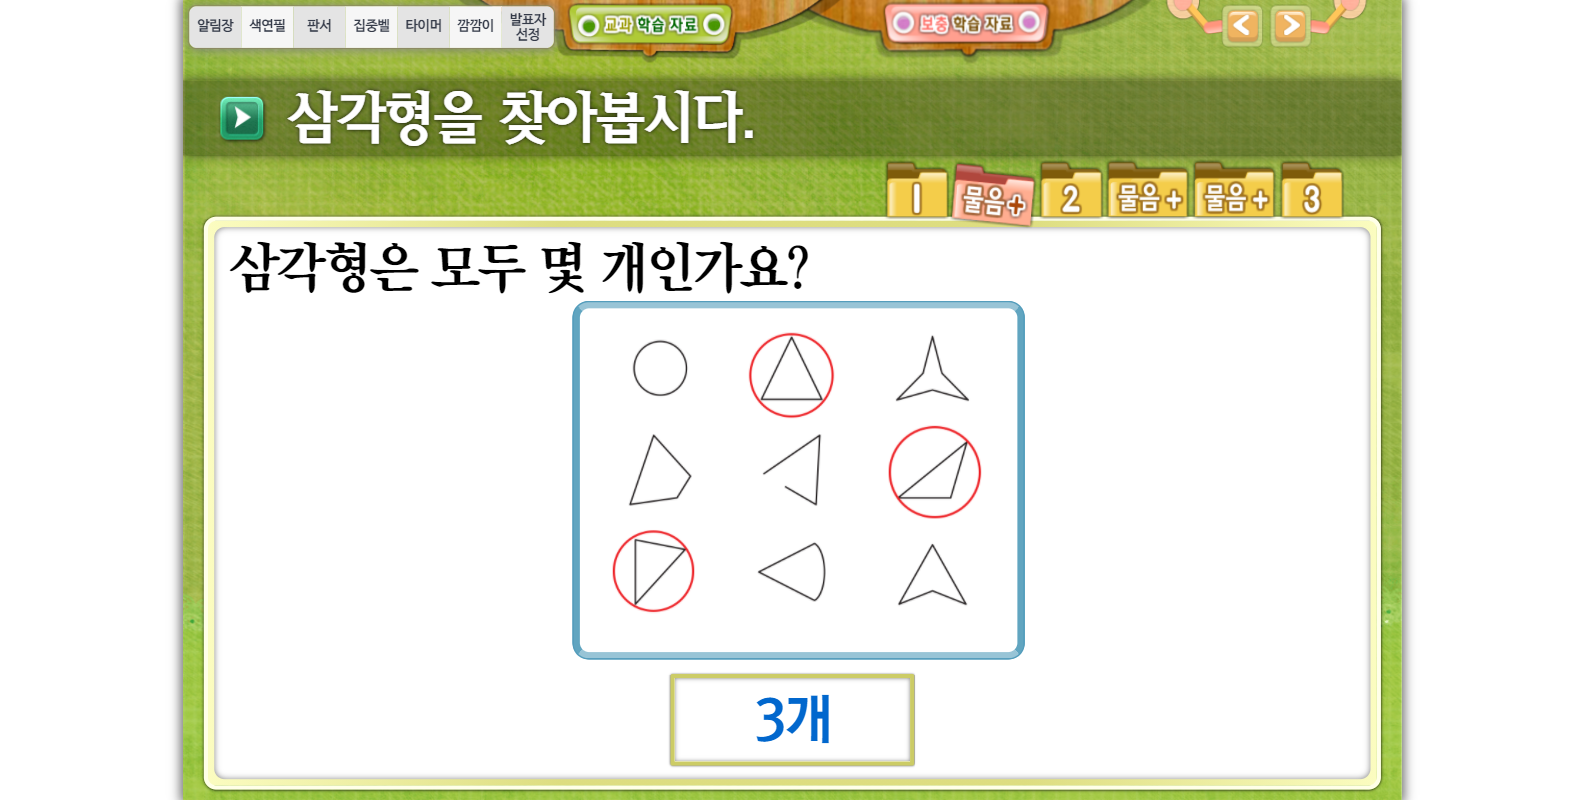 알림장 색연필 판서 집중벨 타이머 깜깜이 발표자 선정
교과 학습 자료 보충 학습 자료
삼각형을 찾아봅시다.
1 물음+ 2 물음+ 물음+ 3
삼각형은 모두 몇 개인가요?
3개